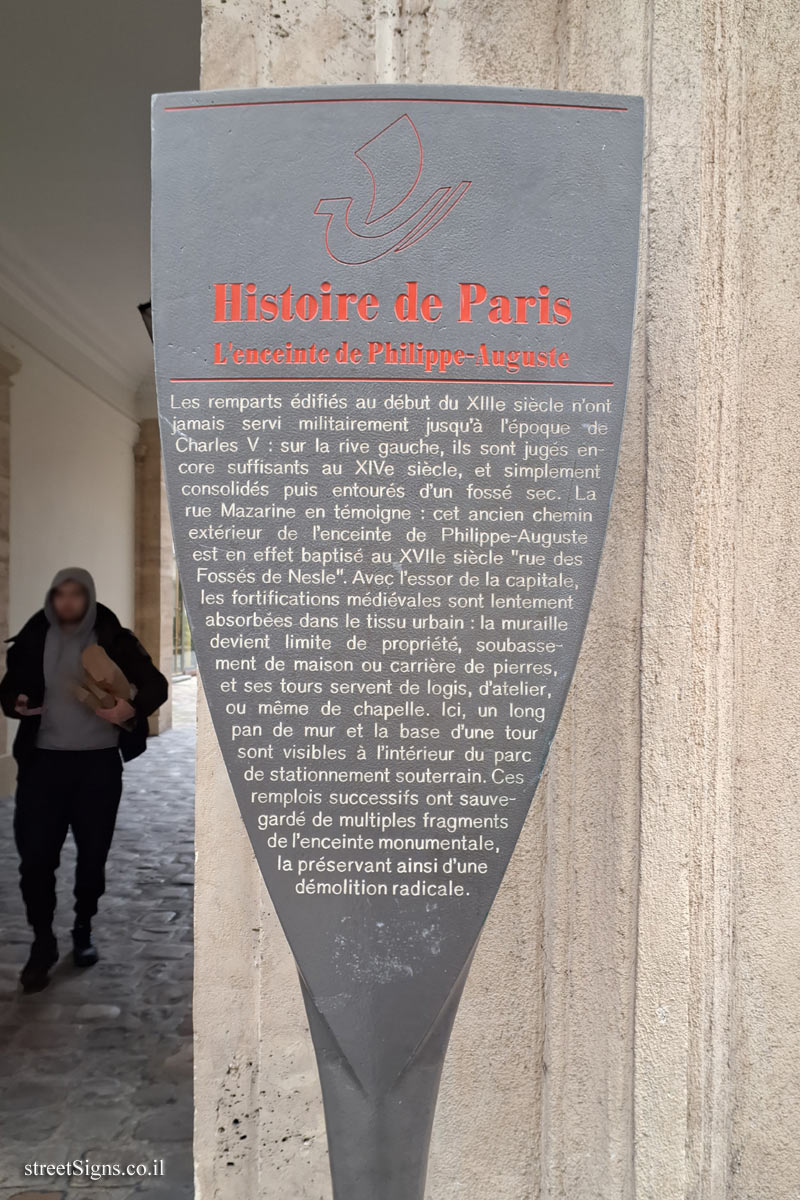 Histoire de Paris
L'enceinte de Philippe-Auguste
Les remparts édifiés au début du XIIIe siècle n'ont
jamais servi militairement jusqu'à l'époque de
Charles V : sur la rive gauche, ils sont jugés en-
core suffisants au XIVe siècle, et simplement
consolidés puis entourés d'un fossé sec. La
rue Mazarine en témoigne : cet ancien chemin
extérieur de l'enceinte de Philippe-Auguste
est en effet baptisé au XVIIe siècle "rue des
Fossés de Nesle". Avec l'essor de la capitale,
les fortifications médiévales sont lentement
absorbées dans le tissu urbain : la muraille
devient limite de propriété, soubasse-
ment de maison ou carrière de pierres,
et ses tours servent de logis, d'atelier,
ou même de chapelle. Ici, un long
pan de mur et la base d'une tour
sont visibles à l'intérieur du parc
de stationnement souterrain. Ces
remplois successifs ont sauve-
gardé de multiples fragments
de l'enceinte monumentale,
la préservant ainsi d'une
démolition radicale.
streetSigns.co.il